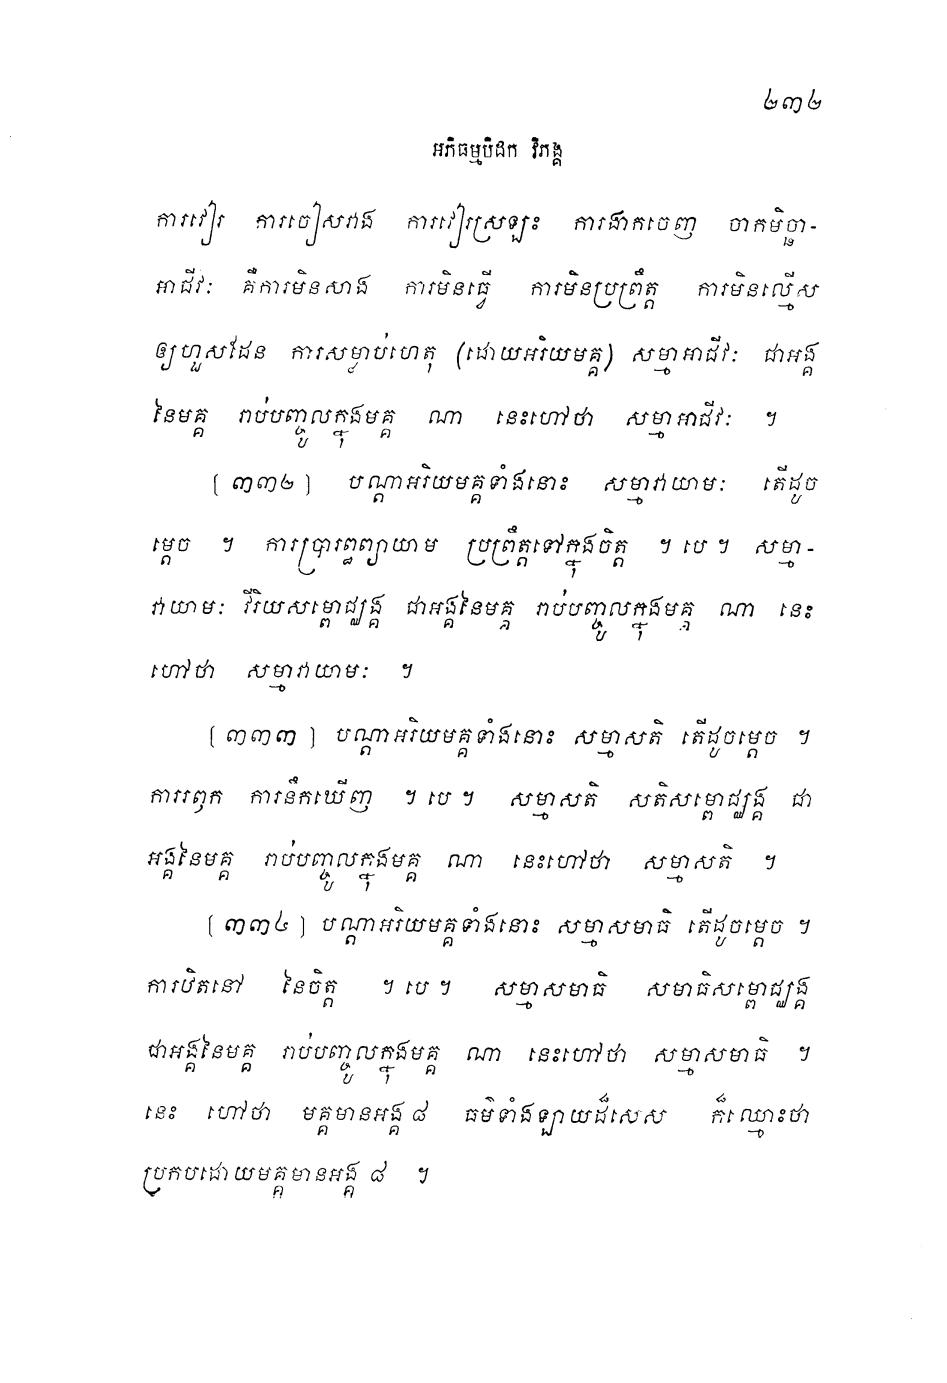 ២៣២
អភិធម្មបិដក វិភង្គ
ការវៀរ ការចៀសវាង ការវៀរស្រឡះ ការងាកចេញ ចាកមិច្ឆា-
អាជីវៈ គឺការមិនសាង ការមិនធ្វើ ការមិនប្រព្រឹត្ត ការមិនល្មើស
ឲ្យហួសដែន ការសម្លាប់ហេតុ (ដោយអរិយមគ្គ) សម្មាអាជីវៈ ជាអង្គ
នៃមគ្គ រាប់បញ្ចូលក្នុងមគ្គ ណា នេះហៅថា សម្មាអាជីវៈ ។
[៣៣២] បណ្តាអរិយមគ្គទាំងនោះ សម្មាវាយាមៈ តើដូច
ម្តេច ។ ការប្រារព្ធព្យាយាម ប្រព្រឹត្តទៅក្នុងចិត្ត ។ បេ ។ សម្មា-
វាយាមៈ វីរិយសម្ពោជ្ឈង្គ ជាអង្គនៃមគ្គ រាប់បញ្ចូលក្នុងមគ្គ ណា នេះ
ហៅថា សម្មាវាយាមៈ ។
[៣៣៣] បណ្តាអរិយមគ្គទាំងនោះ សម្មាសតិ តើដូចម្តេច ។
ការរឭក ការនឹកឃើញ ។ បេ ។ សម្មាសតិ សតិសម្ពោជ្ឈង្គ ជា
អង្គនៃមគ្គ រាប់បញ្ចូលក្នុងមគ្គ ណា នេះហៅថា សម្មាសតិ ។
[៣៣៤] បណ្តាអរិយមគ្គទាំងនោះ សម្មាសមាធិ តើដូចម្តេច ។
ការឋិតនៅ នៃចិត្ត ។ បេ ។ សម្មាសមាធិ សមាធិសម្ពោជ្ឈង្គ
ជាអង្គនៃមគ្គ រាប់បញ្ចូលក្នុងមគ្គ ណា នេះហៅថា សម្មាសមាធិ ។
នេះ ហៅថា មគ្គមានអង្គ ៨ ធម៌ទាំងឡាយដ៏សេស ក៏ឈ្មោះថា
ប្រកបដោយមគ្គមានអង្គ ៨ ។